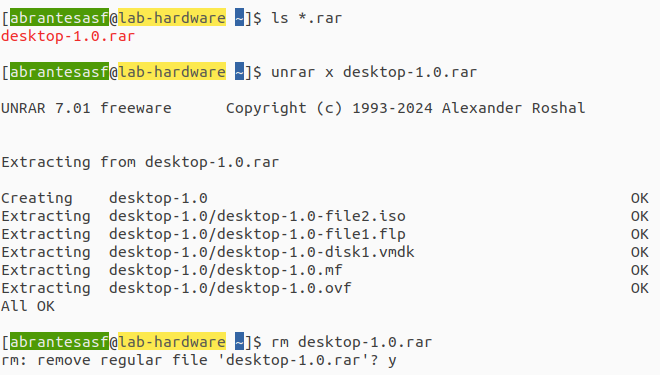 [abrantesasf@lab-hardware ~]$ ls *.rar
desktop-1.0.rar
[abrantesasf@lab-hardware ~]$ unrar x desktop-1.0.rar
UNRAR 7.01 freeware      Copyright (c) 1993-2024 Alexander Roshal
Extracting from desktop-1.0.rar
Creating    desktop-1.0                                               OK
Extracting  desktop-1.0/desktop-1.0-file2.iso                         OK
Extracting  desktop-1.0/desktop-1.0-file1.flp                         OK
Extracting  desktop-1.0/desktop-1.0-disk1.vmdk                        OK
Extracting  desktop-1.0/desktop-1.0.mf                                OK
Extracting  desktop-1.0/desktop-1.0.ovf                               OK
All OK
[abrantesasf@lab-hardware ~]$ rm desktop-1.0.rar
rm: remove regular file 'desktop-1.0.rar'? y